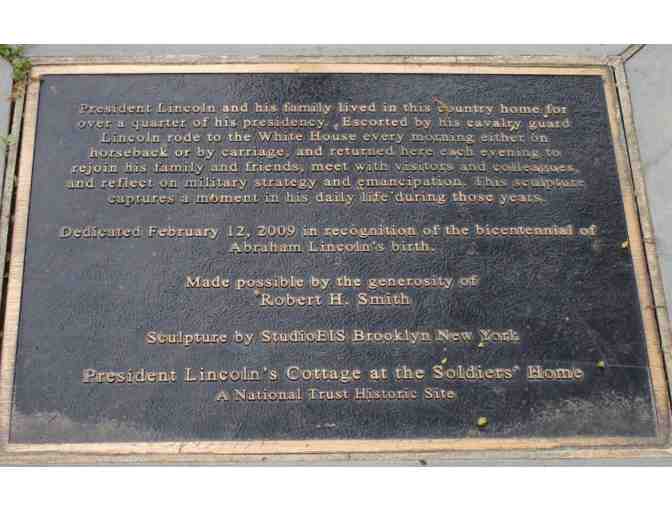 President Lincoln and his family lived in this country home for
over a quarter of his presidency. Escorted by his cavalry guard
Lincoln rode to the White House every morning either on
horseback or by carriage, and returned here each evening to
rejoin his family and friends, meet with visitors and colleagues,
and reflect on military strategy and emancipation. This sculpture
captures a moment in his daily life during those years.
Dedicated February 12, 2009 in recognition of the bicentennial of
Abraham Lincoln's birth.
Made possible by the generosity of
Robert H. Smith
Sculpture by StudioEIS Brooklyn New York
President Lincoln's Cottage at the Soldiers' Home
A National Trust Historic Site